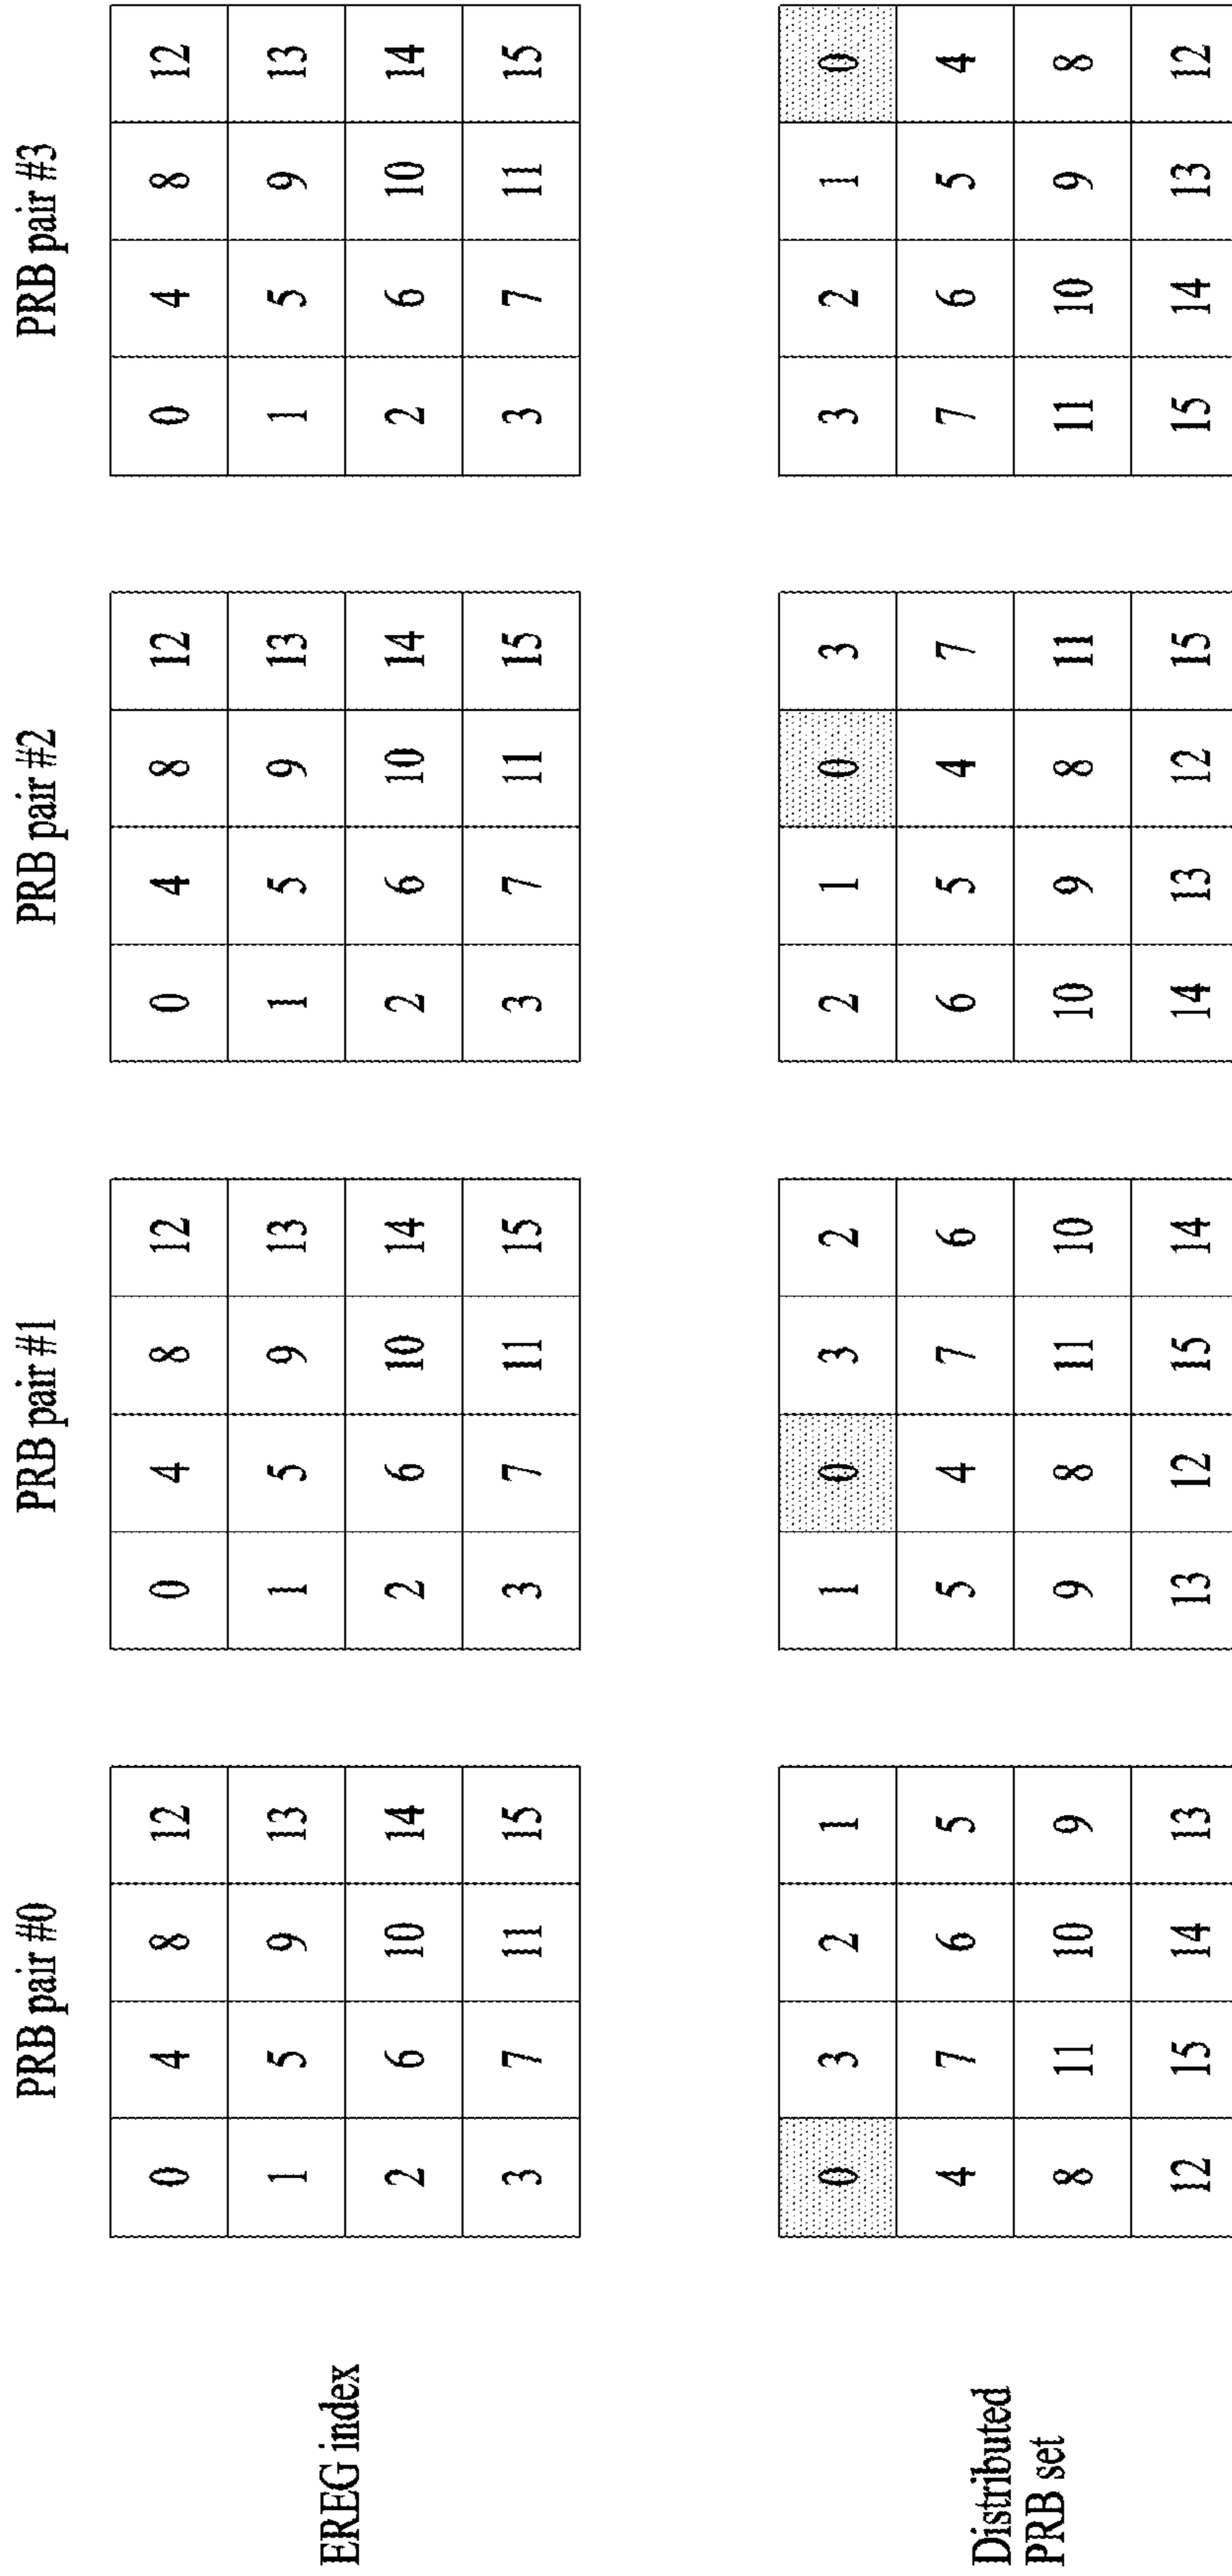 PRB pair #0 PRB pair #1 PRB pair #2 PRB pair #3
EREG index
0 4 8 12 0 4 8 12 0 4 8 12 0 4 8 12
1 5 9 13 1 5 9 13 1 5 9 13 1 5 9 13
2 6 10 14 2 6 10 14 2 6 10 14 2 6 10 14
3 7 11 15 3 7 11 15 3 7 11 15 3 7 11 15
Distributed
PRB set
0 3 2 1 1 0 3 2 2 1 0 3 3 2 1 0
4 7 6 5 5 4 7 6 6 5 4 7 7 6 5 4
8 11 10 9 9 8 11 10 10 9 8 11 11 10 9 8
12 15 14 13 13 12 15 14 14 13 12 15 15 14 13 12